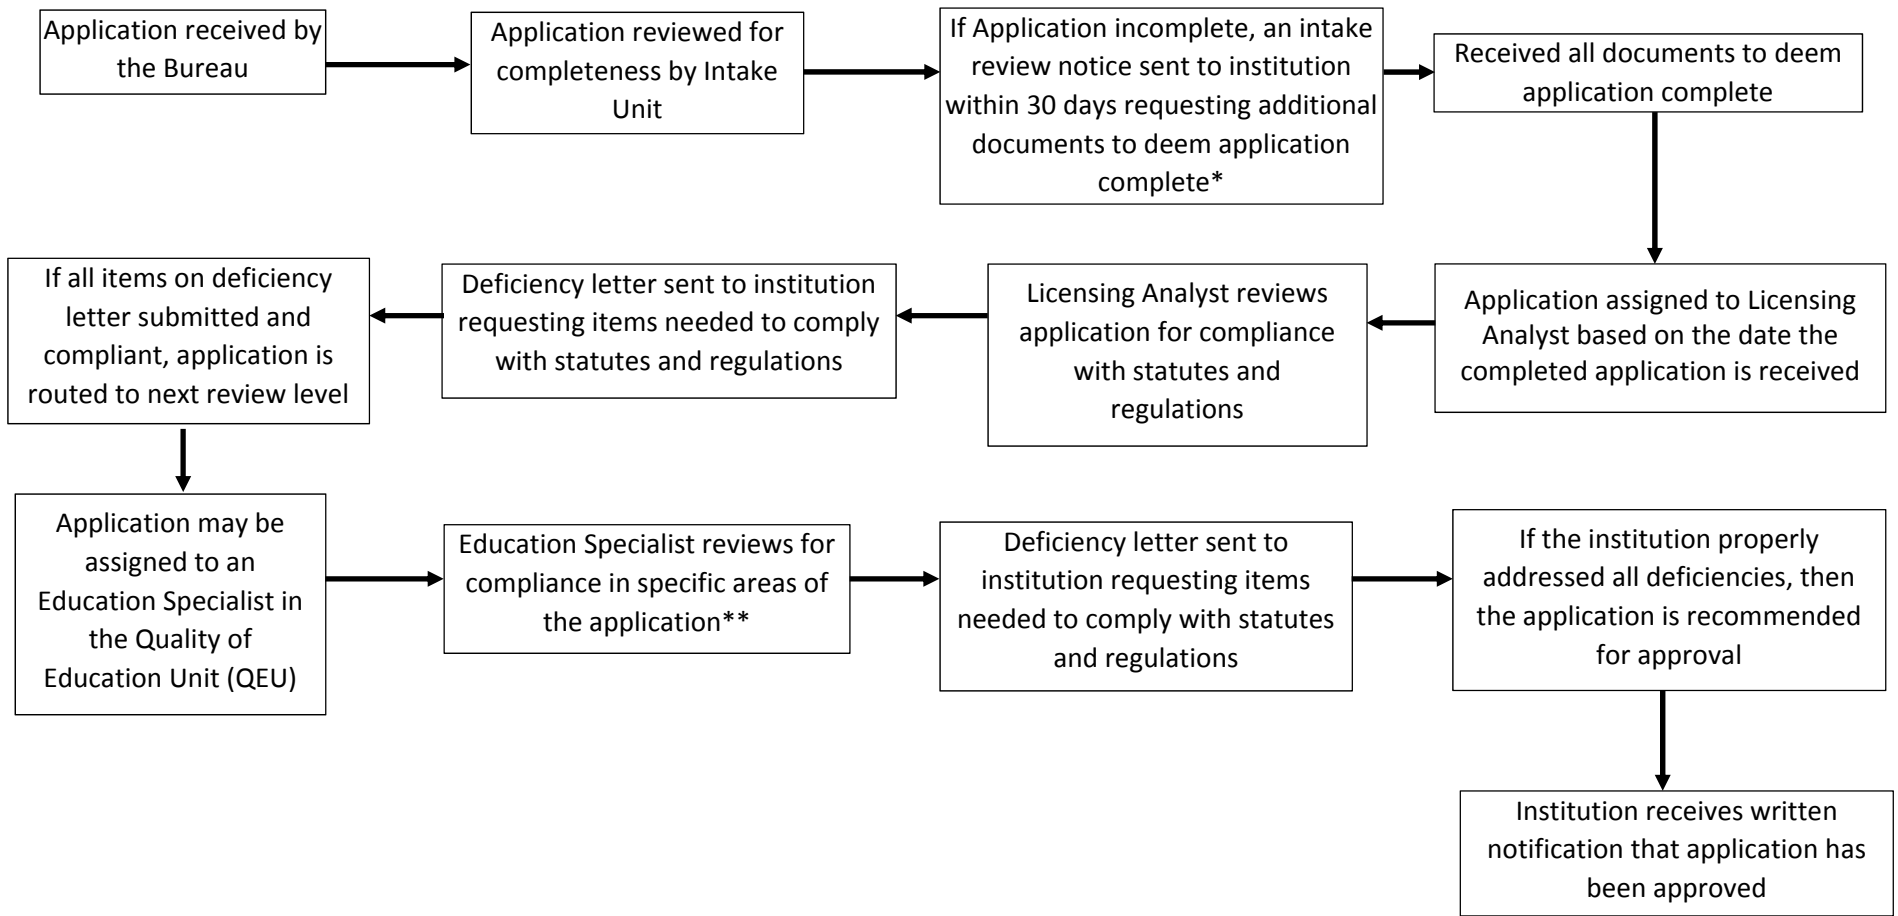 Application received by
the Bureau
Application reviewed for
completeness by Intake
Unit
If Application incomplete, an intake
review notice sent to institution
within 30 days requesting additional
documents to deem application
complete*
Received all documents to deem
application complete
Application assigned to Licensing
Analyst based on the date the
completed application is received
Licensing Analyst reviews
application for compliance
with statutes and
regulations
Deficiency letter sent to institution
requesting items needed to comply
with statutes and regulations
If all items on deficiency
letter submitted and
compliant, application is
routed to next review level
Application may be
assigned to an
Education Specialist in
the Quality of
Education Unit (QEU)
Education Specialist reviews for
compliance in specific areas of
the application**
Deficiency letter sent to
institution requesting items
needed to comply with statutes
and regulations
If the institution properly
addressed all deficiencies, then
the application is recommended
for approval
Institution receives written
notification that application has
been approved